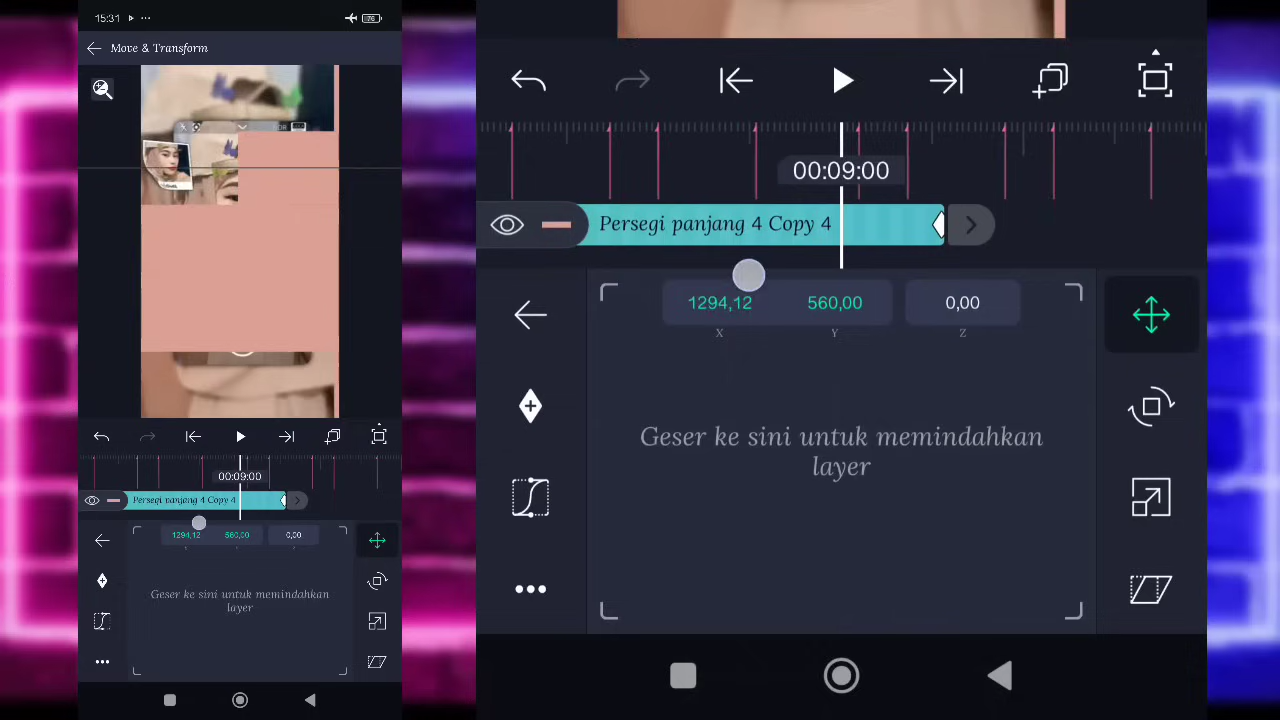 15:31
76
Move & Transform
00:09:00
Persegi panjang 4 Copy 4
1294,12 560,00 0,00
Geser ke sini untuk memindahkan
layer
00:09:00
Persegi panjang 4 Copy 4
1294,12 560,00 0,00
X Y Z
Geser ke sini untuk memindahkan
layer